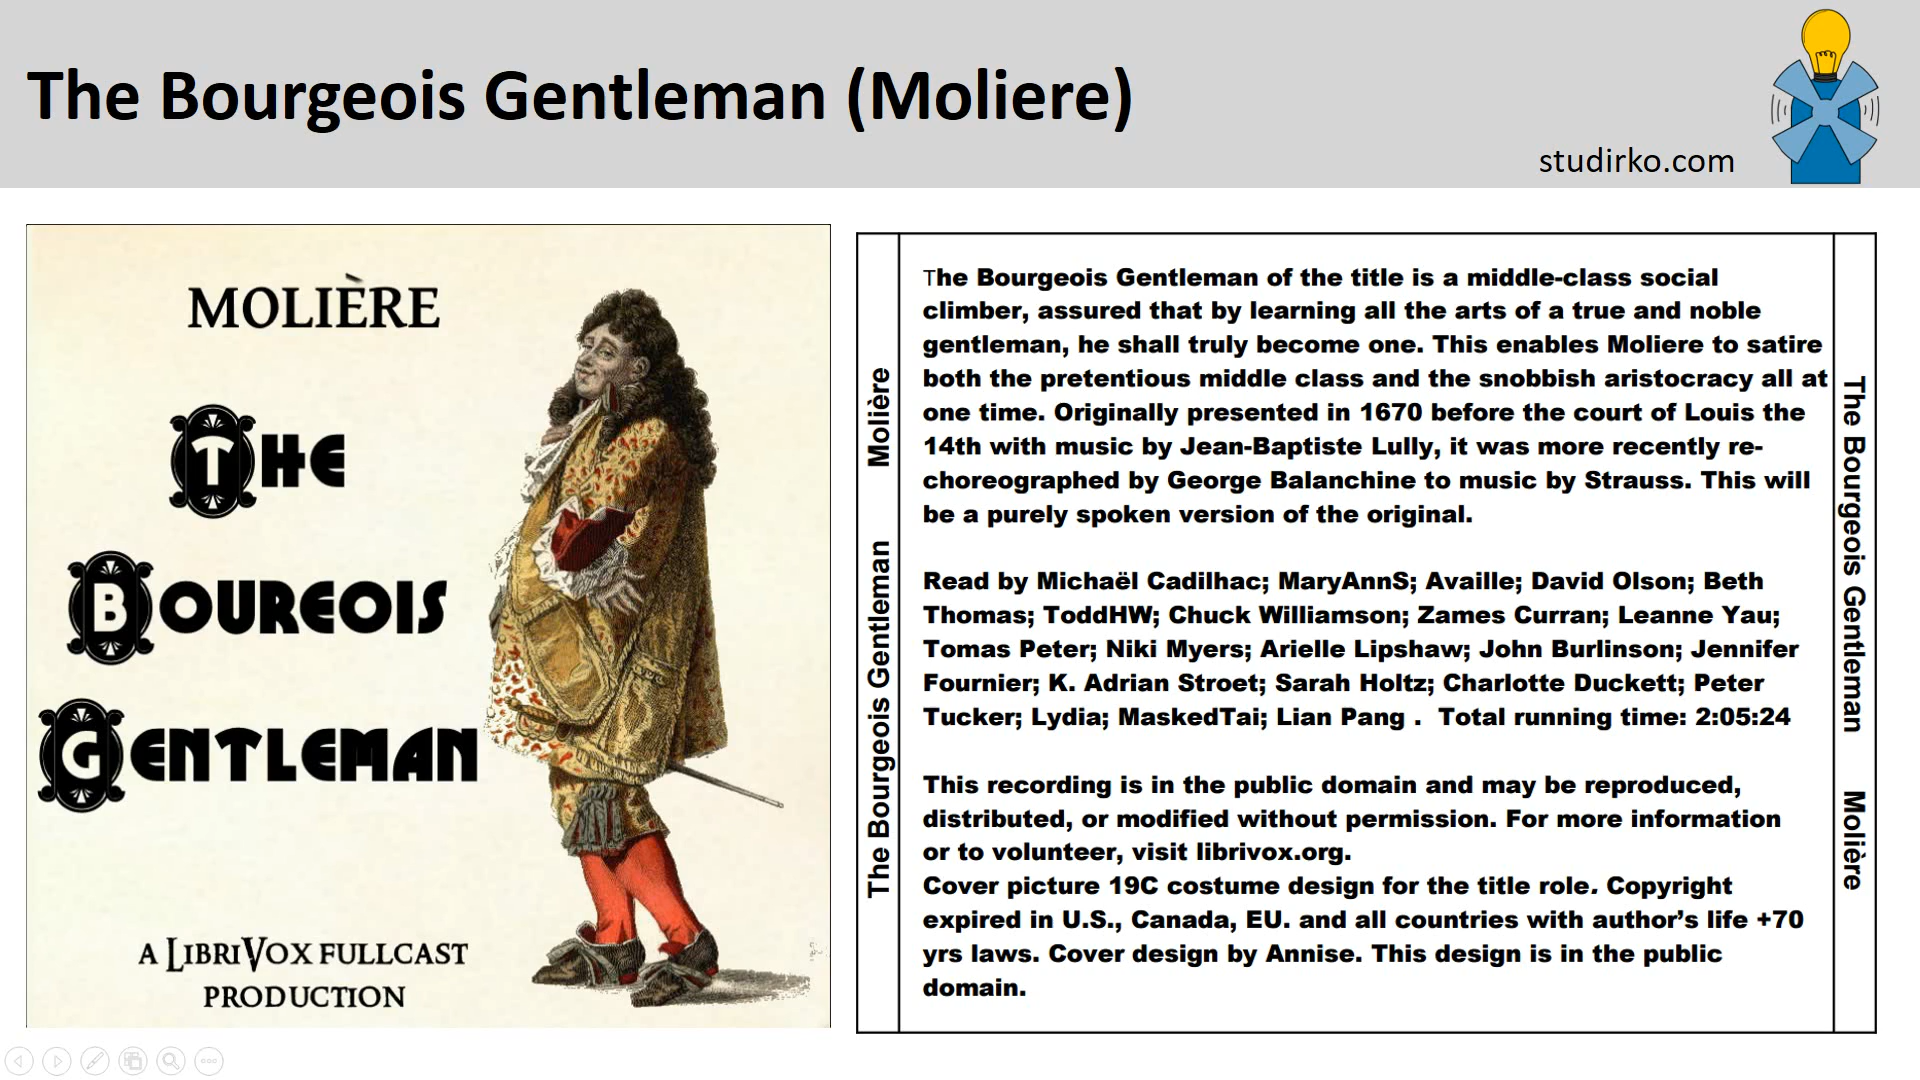 The Bourgeois Gentleman (Moliere)
studirko.com
MOLIÈRE
THE
BOUREOIS
GENTLEMAN
A LIBRIVOX FULLCAST
PRODUCTION
The Bourgeois Gentleman Molière
The Bourgeois Gentleman of the title is a middle-class social
climber, assured that by learning all the arts of a true and noble
gentleman, he shall truly become one. This enables Moliere to satire
both the pretentious middle class and the snobbish aristocracy all at
one time. Originally presented in 1670 before the court of Louis the
14th with music by Jean-Baptiste Lully, it was more recently re-
choreographed by George Balanchine to music by Strauss. This will
be a purely spoken version of the original.
Read by Michaël Cadilhac; MaryAnnS; Availle; David Olson; Beth
Thomas; ToddHW; Chuck Williamson; Zames Curran; Leanne Yau;
Tomas Peter; Niki Myers; Arielle Lipshaw; John Burlinson; Jennifer
Fournier; K. Adrian Stroet; Sarah Holtz; Charlotte Duckett; Peter
Tucker; Lydia; MaskedTai; Lian Pang . Total running time: 2:05:24
This recording is in the public domain and may be reproduced,
distributed, or modified without permission. For more information
or to volunteer, visit librivox.org.
Cover picture 19C costume design for the title role. Copyright
expired in U.S., Canada, EU. and all countries with author’s life +70
yrs laws. Cover design by Annise. This design is in the public
domain.
The Bourgeois Gentleman Molière